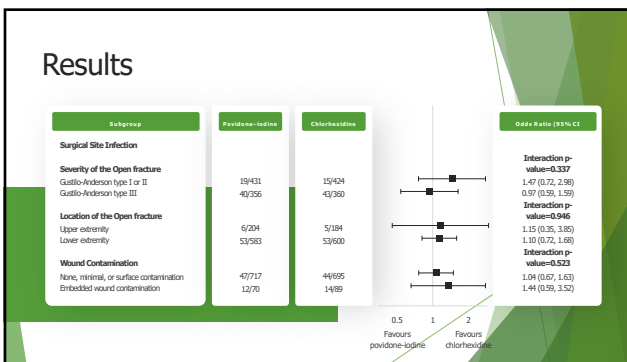 Results
Subgroup Povidone–iodine Chlorhexidine Odds Ratio (95% CI
Surgical Site Infection
Interaction p-
value=0.337
Severity of the Open fracture
Gustilo-Anderson type I or II 19/431 15/424 1.47 (0.72, 2.98)
Gustilo-Anderson type III 40/356 43/360 0.97 (0.59, 1.59)
Interaction p-
value=0.946
Location of the Open fracture
Upper extremity 6/204 5/184 1.15 (0.35, 3.85)
Lower extremity 53/583 53/600 1.10 (0.72, 1.68)
Interaction p-
value=0.523
Wound Contamination
None, minimal, or surface contamination 47/717 44/695 1.04 (0.67, 1.63)
Embedded wound contamination 12/70 14/89 1.44 (0.59, 3.52)
0.5 1 2
Favours Favours
povidone-iodine chlorhexidine